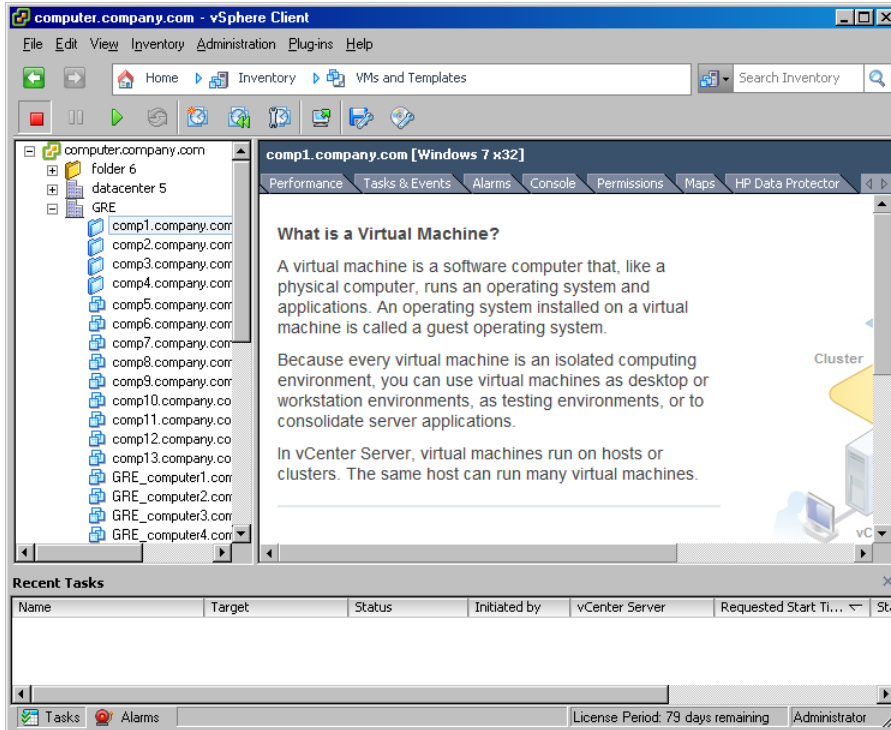 computer.company.com - vSphere Client
File Edit View Inventory Administration Plug-ins Help
Home Inventory VMs and Templates Search Inventory
computer.company.com
folder 6
datacenter 5
GRE
comp1.company.com
comp2.company.com
comp3.company.com
comp4.company.com
comp5.company.com
comp6.company.com
comp7.company.com
comp8.company.com
comp9.company.com
comp10.company.co
comp11.company.co
comp12.company.co
comp13.company.co
GRE_computer1.com
GRE_computer2.com
GRE_computer3.com
GRE_computer4.com
comp1.company.com [Windows 7 x32]
Performance Tasks & Events Alarms Console Permissions Maps HP Data Protector
What is a Virtual Machine?
A virtual machine is a software computer that, like a
physical computer, runs an operating system and
applications. An operating system installed on a virtual
machine is called a guest operating system.
Because every virtual machine is an isolated computing
environment, you can use virtual machines as desktop or
workstation environments, as testing environments, or to
consolidate server applications.
In vCenter Server, virtual machines run on hosts or
clusters. The same host can run many virtual machines.
Cluster
vC
Recent Tasks
Name Target Status Initiated by vCenter Server Requested Start Ti... Sta
Tasks Alarms License Period: 79 days remaining Administrator